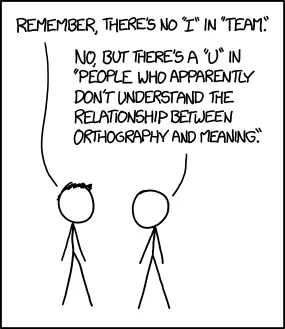 REMEMBER, THERE'S NO "I" IN "TEAM."
NO, BUT THERE'S A "U" IN
"PEOPLE WHO APPARENTLY
DON'T UNDERSTAND THE
RELATIONSHIP BETWEEN
ORTHOGRAPHY AND MEANING."